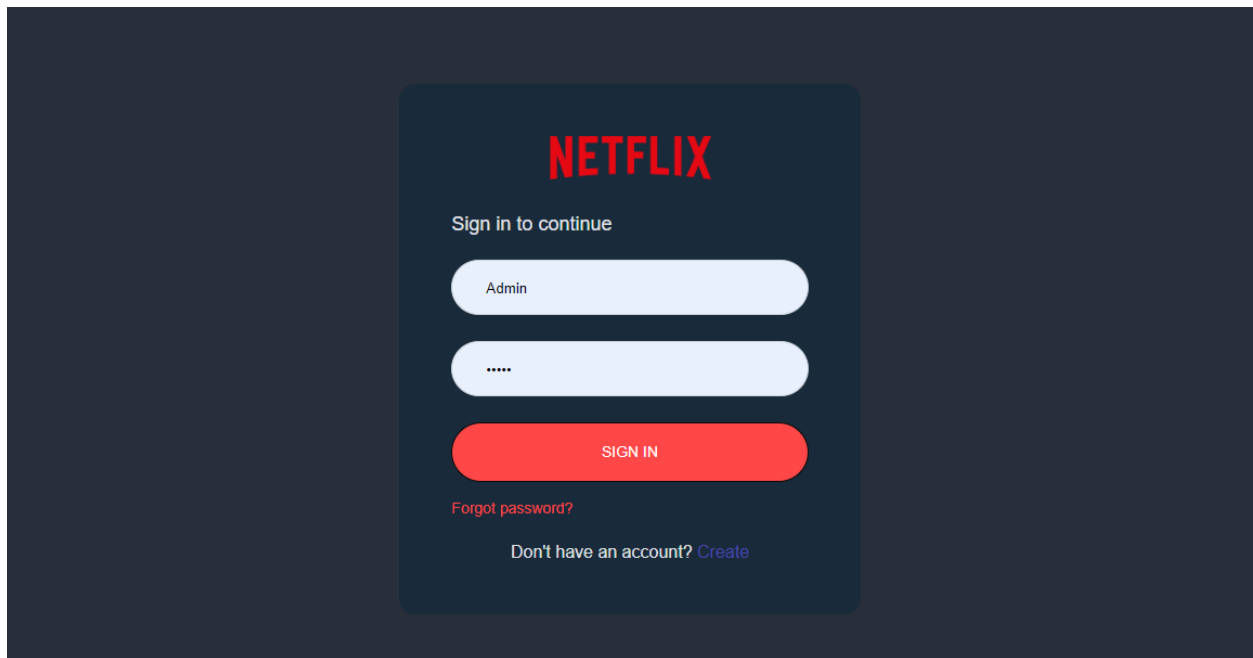 NETFLIX
Sign in to continue
Admin
•••••
SIGN IN
Forgot password?
Don't have an account? Create